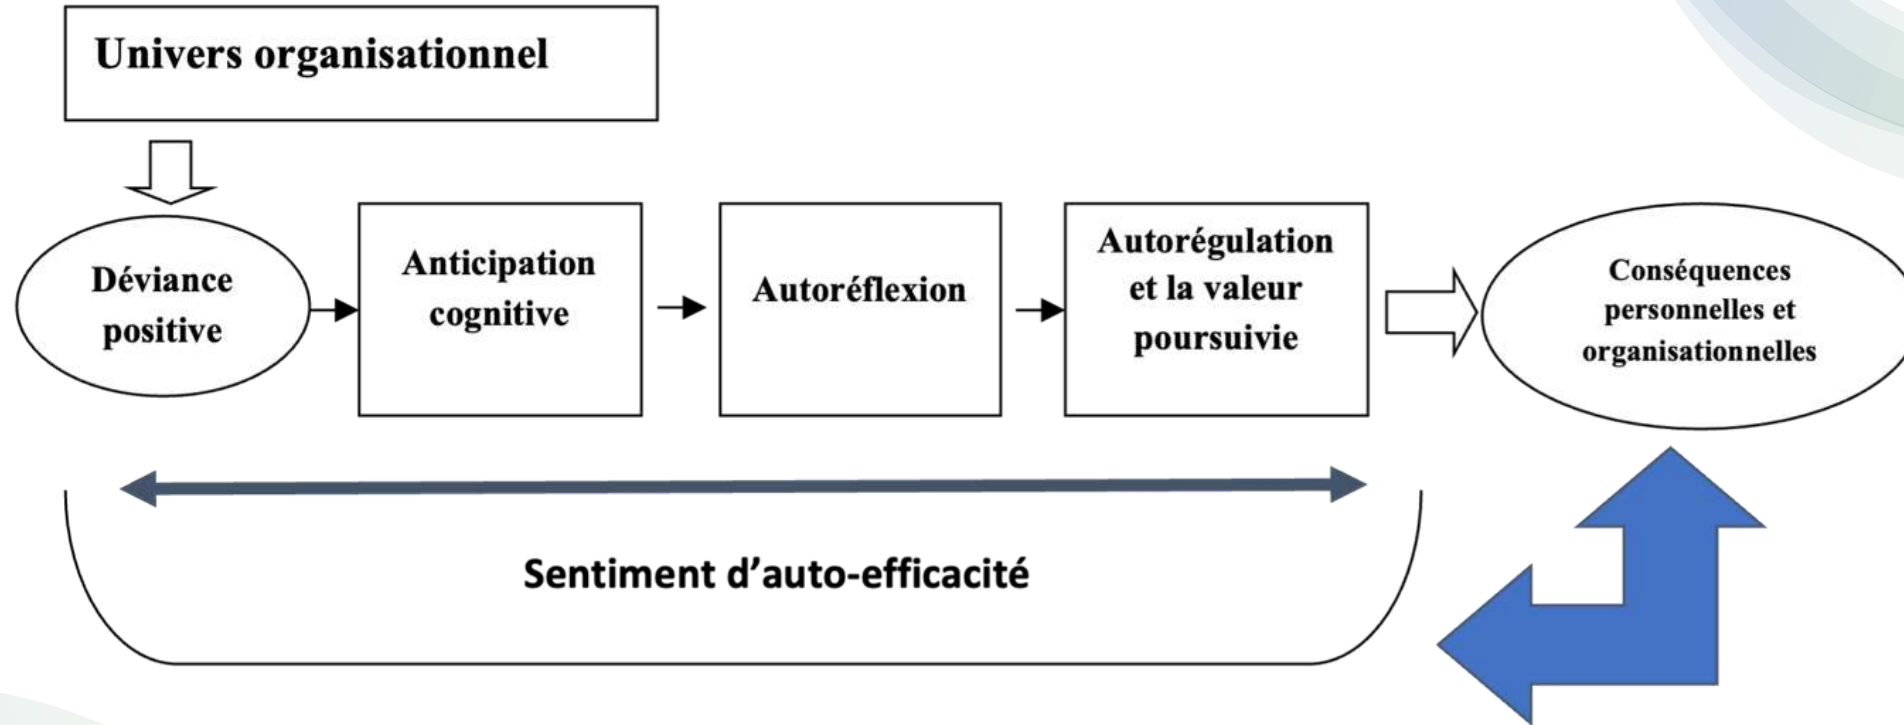 Univers organisationnel
Déviance
positive
Anticipation
cognitive
Autoréflexion
Autorégulation
et la valeur
poursuivie
Conséquences
personnelles et
organisationnelles
Sentiment d’auto-efficacité